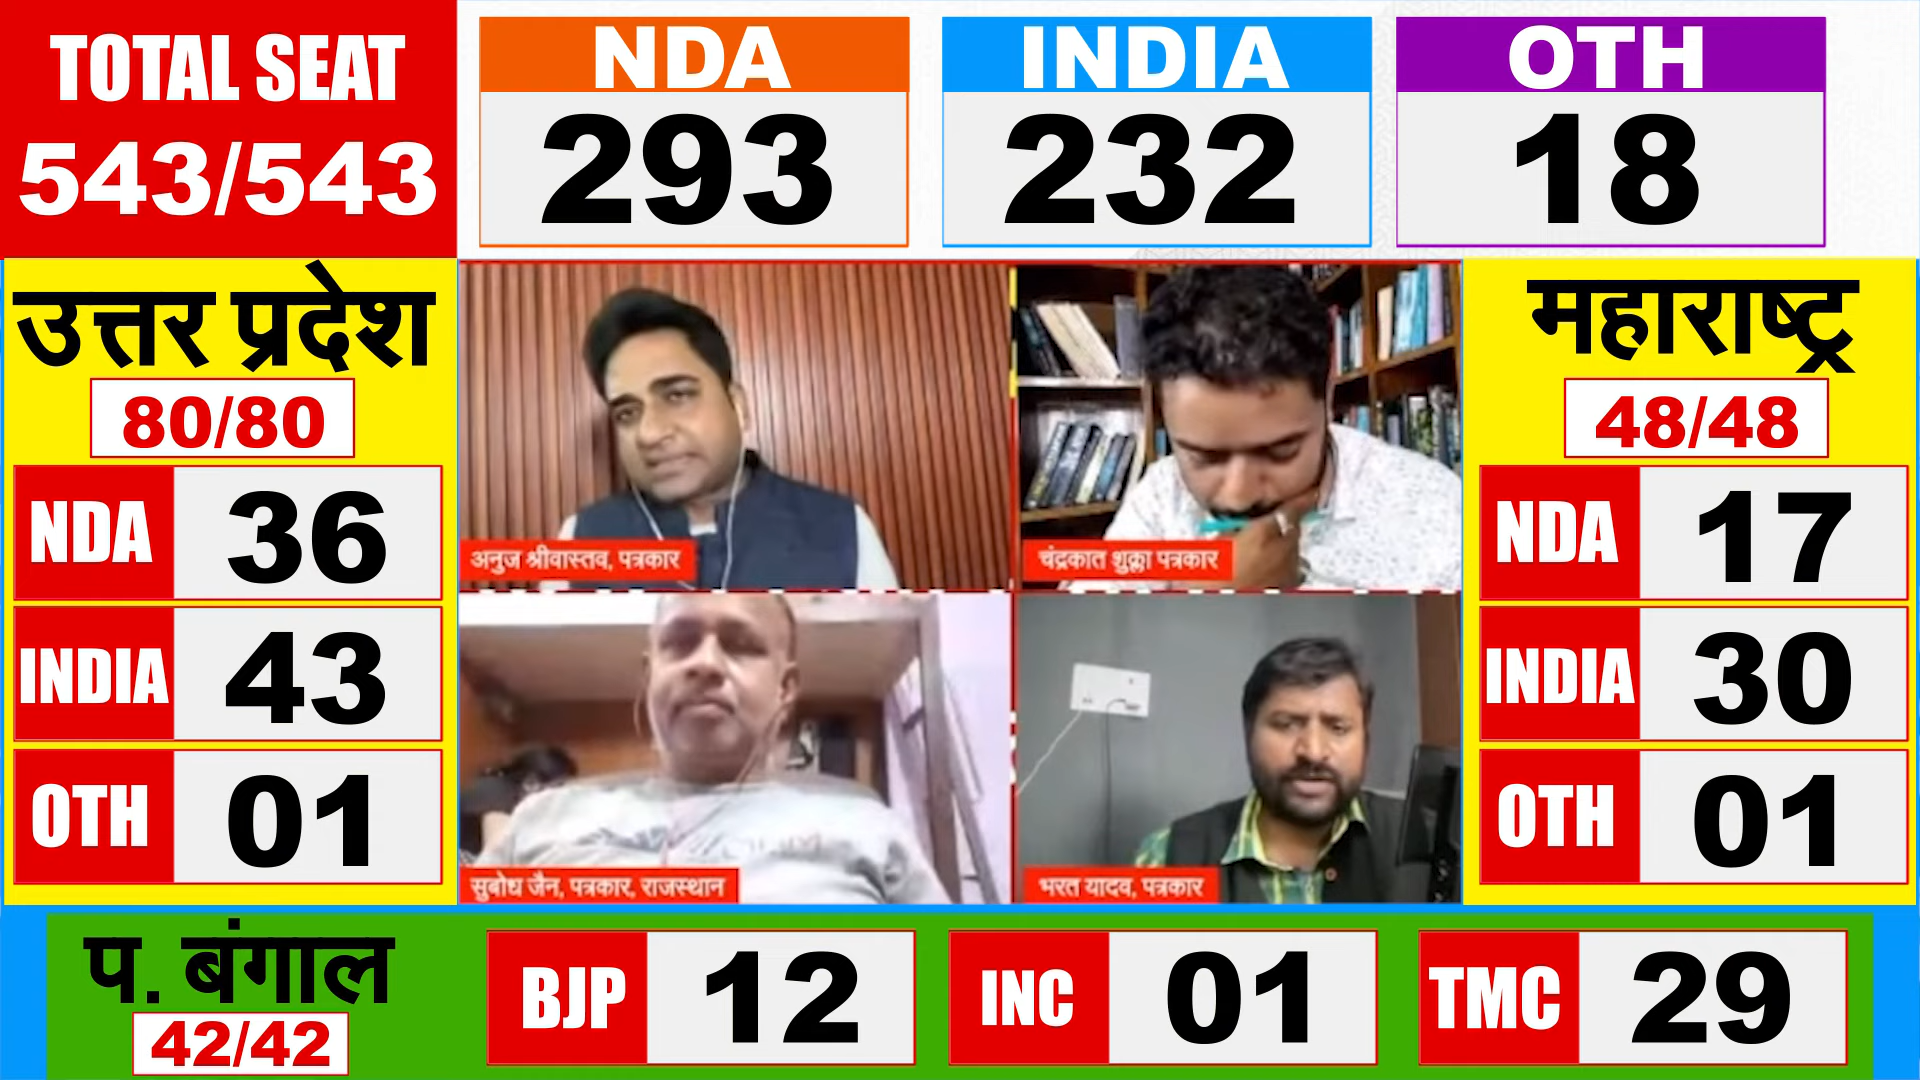 TOTAL SEAT
543/543
NDA
293
INDIA
232
OTH
18
उत्तर प्रदेश
80/80
NDA
36
INDIA
43
OTH
01
अनुज श्रीवास्तव, पत्रकार
चंद्रकात शुक्ला पत्रकार
सुबोध जैन, पत्रकार, राजस्थान
भरत यादव, पत्रकार
महाराष्ट्र
48/48
NDA
17
INDIA
30
OTH
01
प. बंगाल
42/42
BJP
12
INC
01
TMC
29